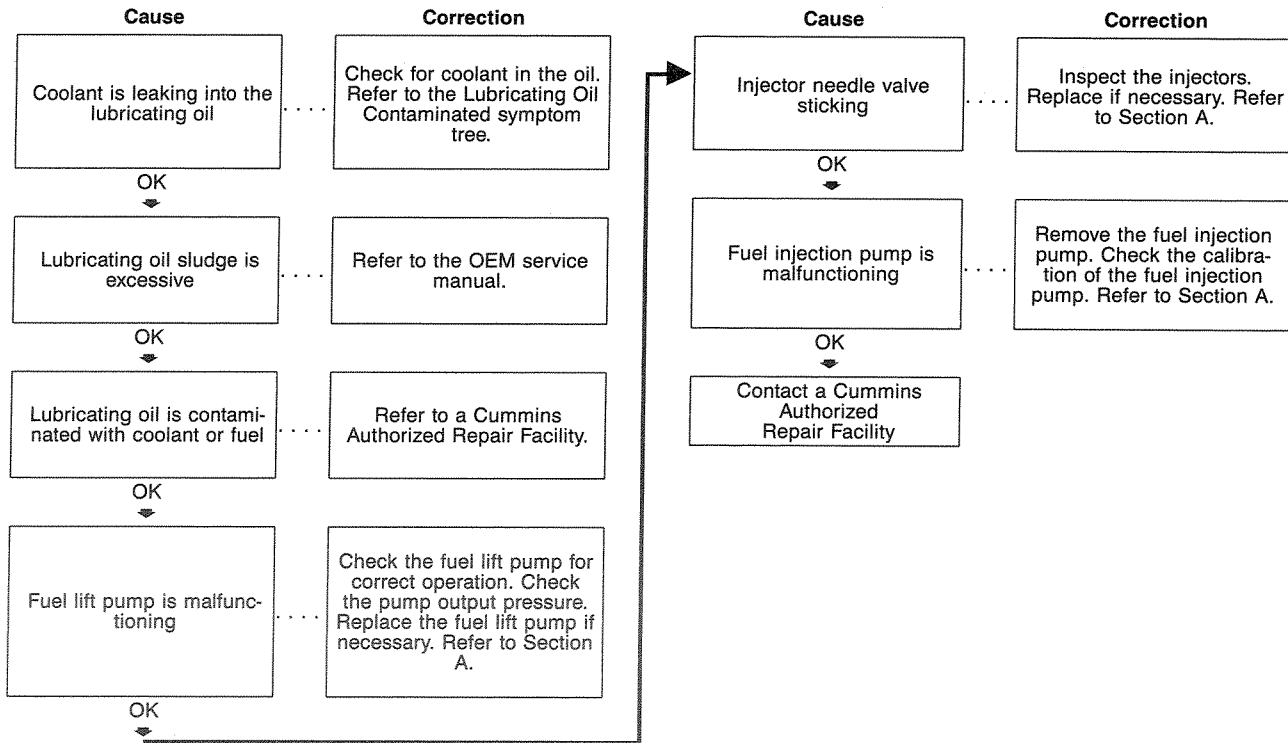 Cause
Correction
Coolant is leaking into the
lubricating oil
. . . .
Check for coolant in the oil.
Refer to the Lubricating Oil
Contaminated symptom
tree.
OK
Lubricating oil sludge is
excessive
. . . .
Refer to the OEM service
manual.
OK
Lubricating oil is contami-
nated with coolant or fuel
. . . .
Refer to a Cummins
Authorized Repair Facility.
OK
Fuel lift pump is malfunc-
tioning
. . . .
Check the fuel lift pump for
correct operation. Check
the pump output pressure.
Replace the fuel lift pump if
necessary. Refer to Section
A.
OK
Cause
Correction
Injector needle valve
sticking
. . . .
Inspect the injectors.
Replace if necessary. Refer
to Section A.
OK
Fuel injection pump is
malfunctioning
. . . .
Remove the fuel injection
pump. Check the calibra-
tion of the fuel injection
pump. Refer to Section A.
OK
Contact a Cummins
Authorized
Repair Facility